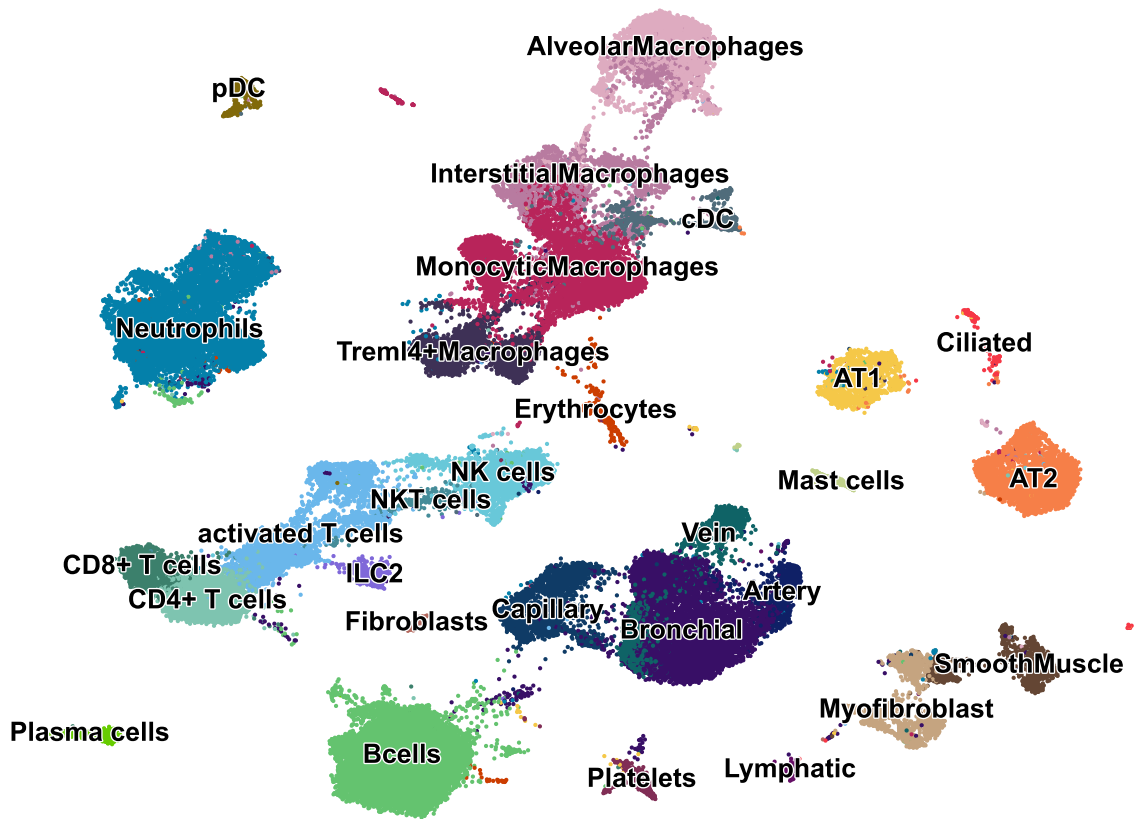 AlveolarMacrophages
pDC
InterstitialMacrophages
cDC
MonocyticMacrophages
Neutrophils
Treml4+Macrophages
Ciliated
AT1
Erythrocytes
NK cells
NKT cells
Mast cells
AT2
activated T cells
Vein
CD8+ T cells
ILC2
CD4+ T cells
Artery
Capillary
Fibroblasts
Bronchial
SmoothMuscle
Myofibroblast
Plasma cells
Bcells
Platelets
Lymphatic